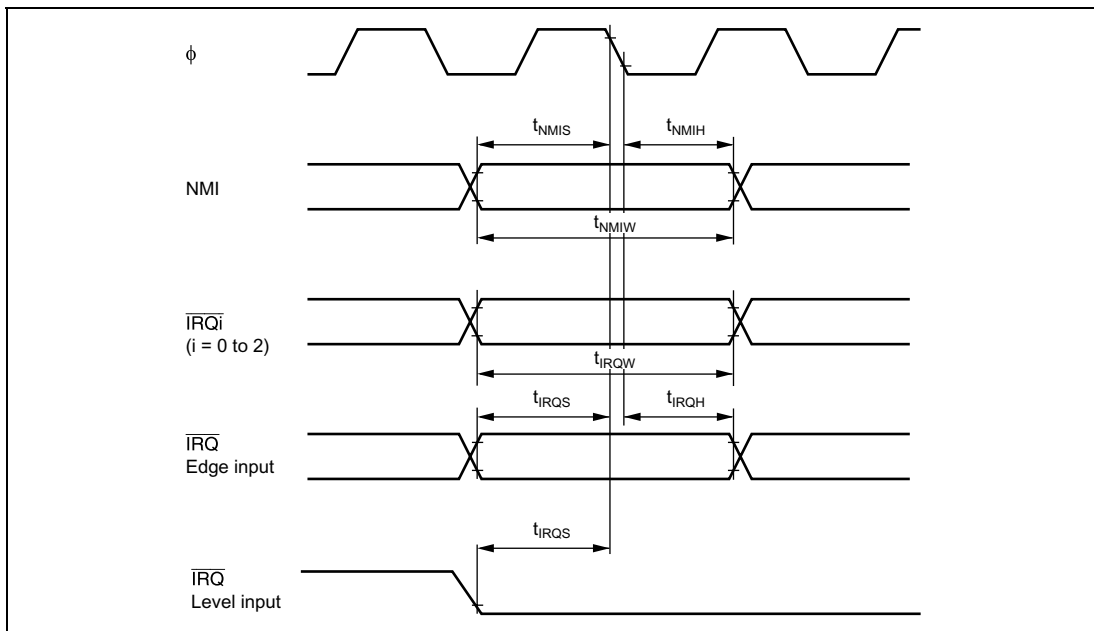 ϕ
tNMIS
tNMIH
NMI
tNMIW
IRQi
(i = 0 to 2)
tIRQW
tIRQS
tIRQH
IRQ
Edge input
tIRQS
IRQ
Level input